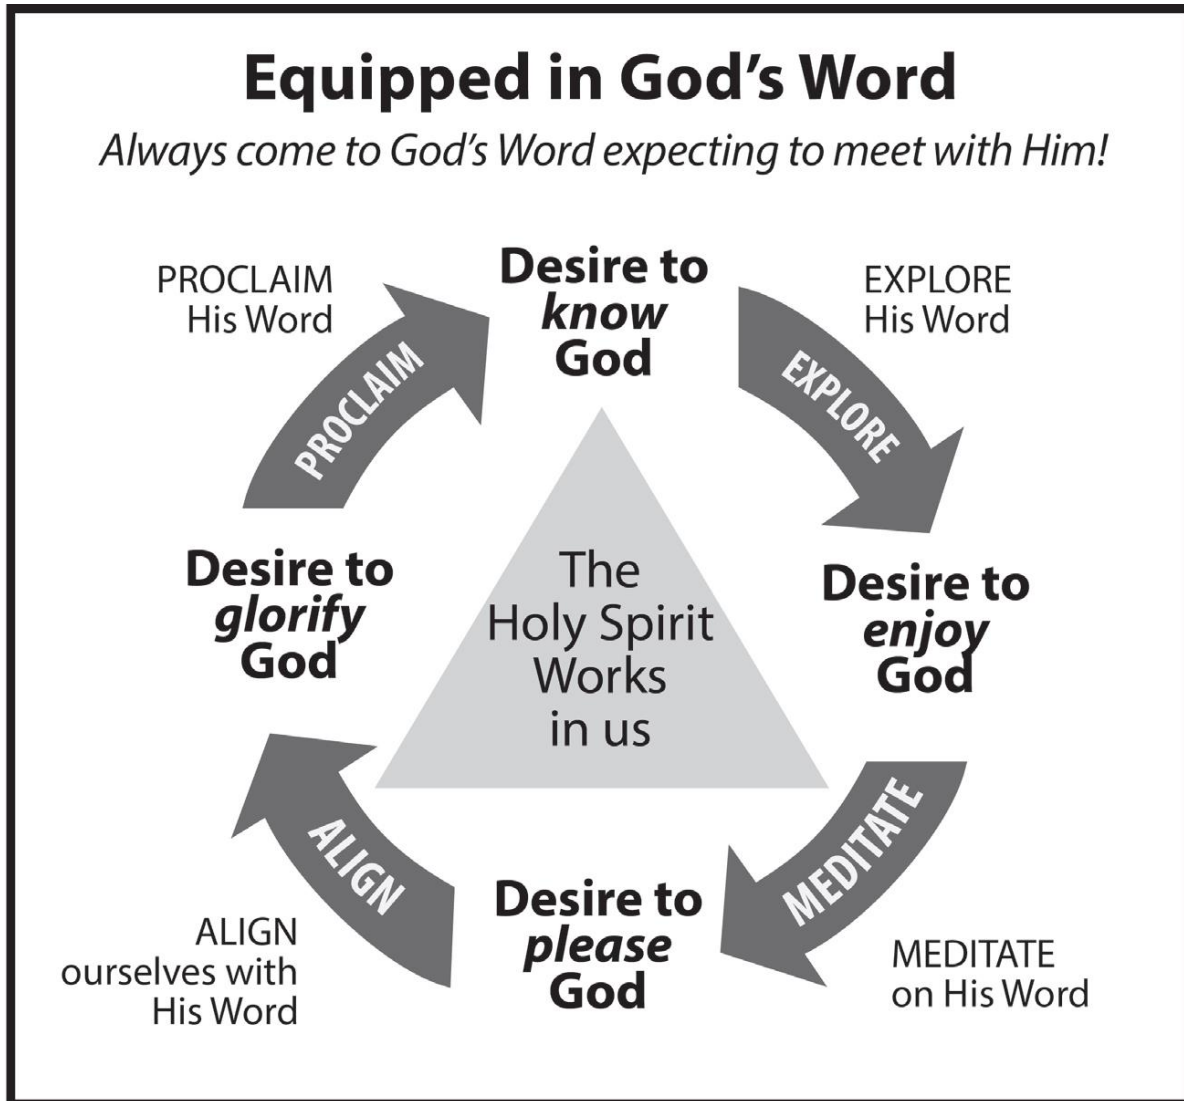 Equipped in God’s Word
Always come to God’s Word expecting to meet with Him!
PROCLAIM
His Word
Desire to
know
God
EXPLORE
His Word
PROCLAIM
EXPLORE
Desire to
glorify
God
The
Holy Spirit
Works
in us
Desire to
enjoy
God
ALIGN
MEDITATE
ALIGN
ourselves with
His Word
Desire to
please
God
MEDITATE
on His Word